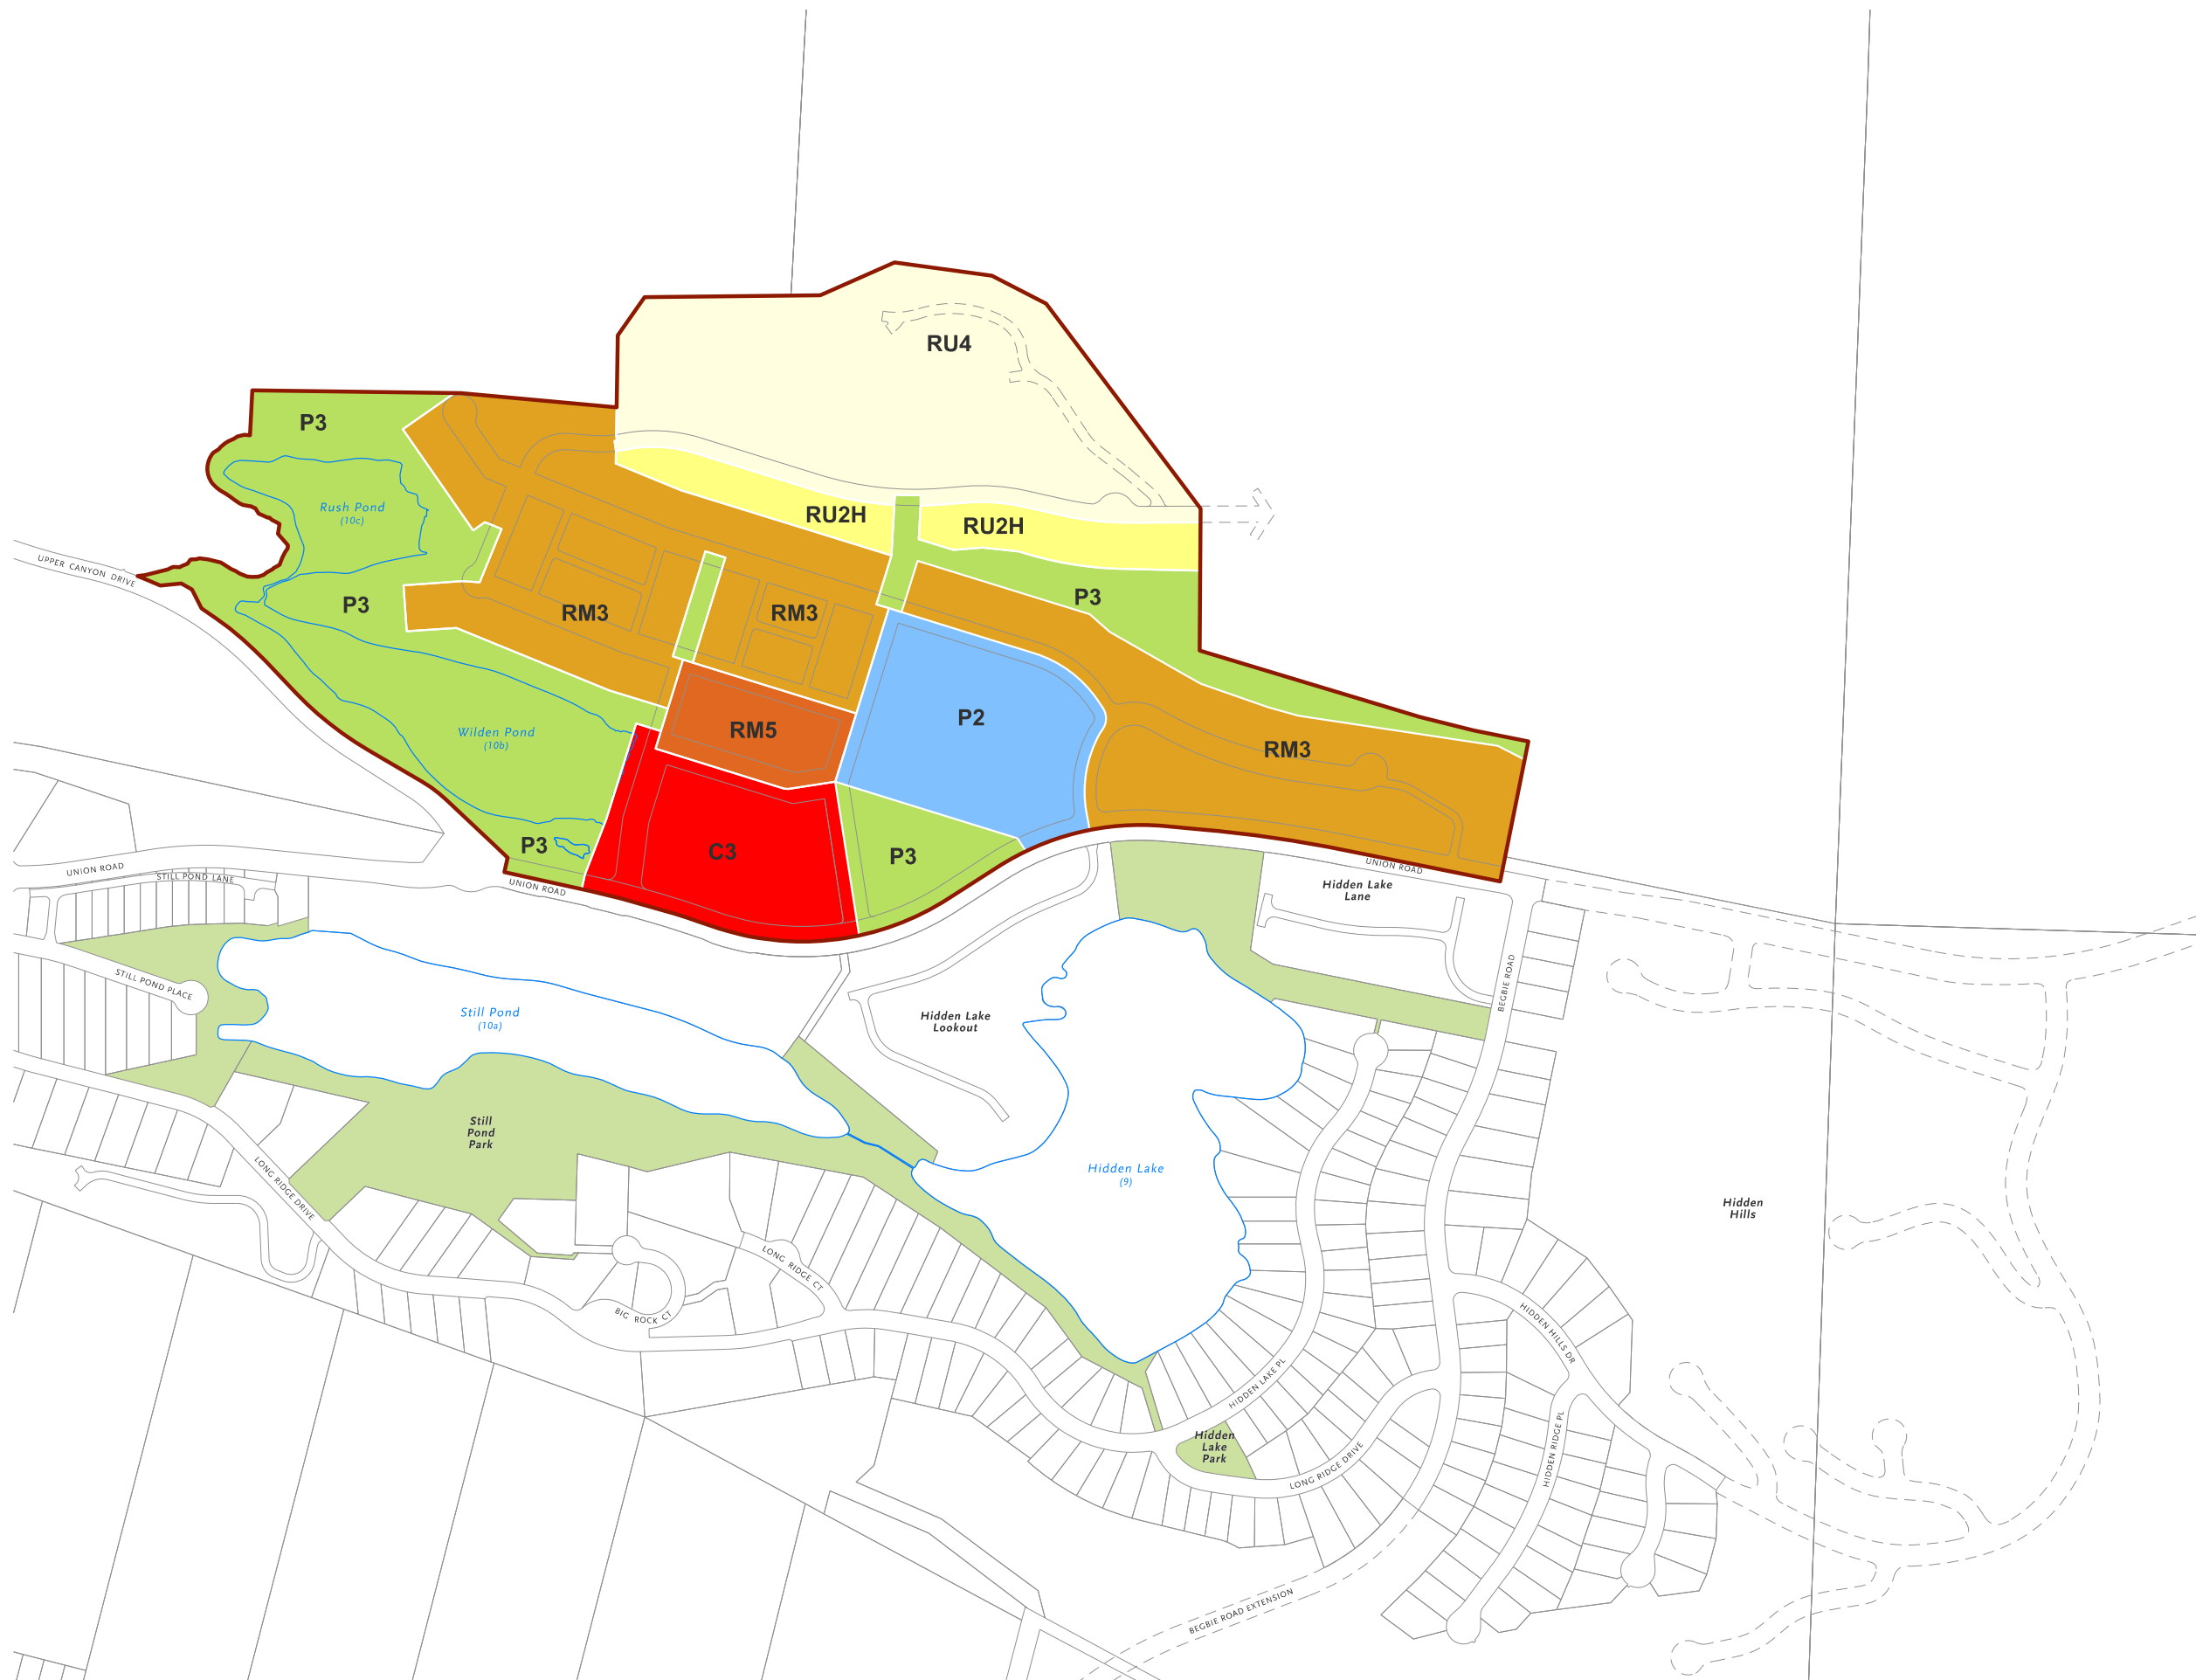 RU4
P3
RU2H
RU2H
Rush Pond
(10c)
UPPER CANYON DRIVE
P3
RM3
RM3
P3
Wilden Pond
(10b)
RM5
P2
RM3
P3
C3
P3
UNION ROAD
STILL POND LANE
UNION ROAD
UNION ROAD
Hidden Lake
Lane
STILL POND PLACE
BEGBIE ROAD
Still Pond
(10a)
Hidden Lake
Lookout
Still
Pond
Park
Hidden Lake
(9)
LONG RIDGE DRIVE
Hidden
Hills
LONG RIDGE CT
BIG ROCK CT
HIDDEN HILLS DR
HIDDEN LAKE PL
Hidden
Lake
Park
LONG RIDGE DRIVE
HIDDEN RIDGE PL
BEGBIE ROAD EXTENSION